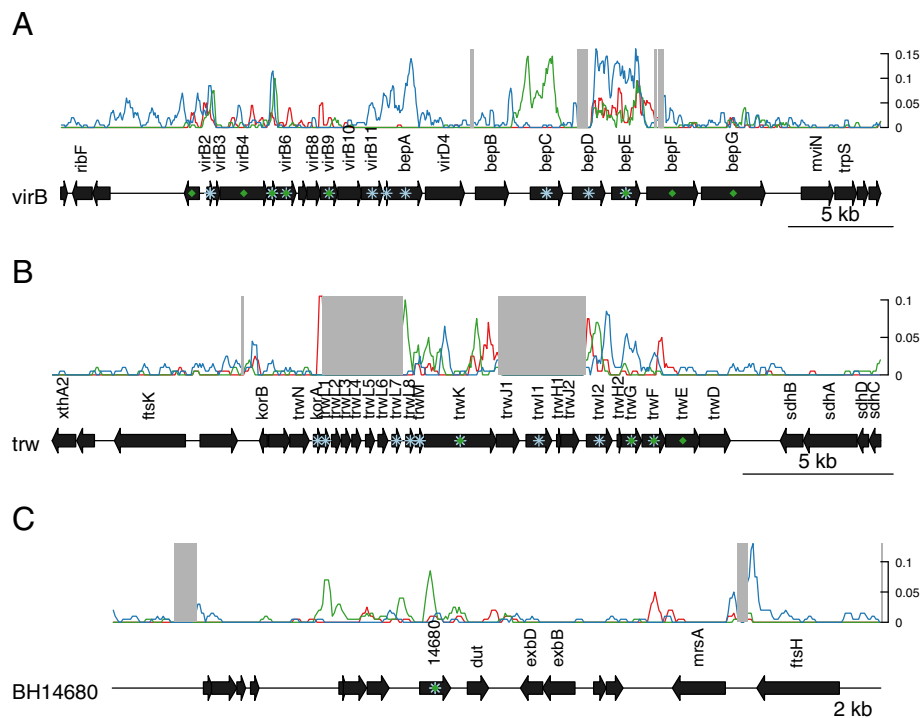 A
0.15
0.1
0.05
0
ribF
virB2
virB3
virB4
virB6
virB8
virB9
virB10
virB11
bepA
virD4
bepB
bepC
bepD
bepE
bepF
bepG
mviN
trpS
virB
5 kb
B
0.1
0.05
0
xthA2
ftsK
korB
trwN
korA
trwL1
trwL2
trwL3
trwL4
trwL5
trwL6
trwL7
trwL8
trwM
trwK
trwJ1
trwI1
trwH1
trwJ2
trwI2
trwH2
trwG
trwF
trwE
trwD
sdhB
sdhA
sdhD
sdhC
trw
5 kb
C
0.1
0.05
0
14680
dut
exbD
exbB
mrsA
ftsH
BH14680
2 kb